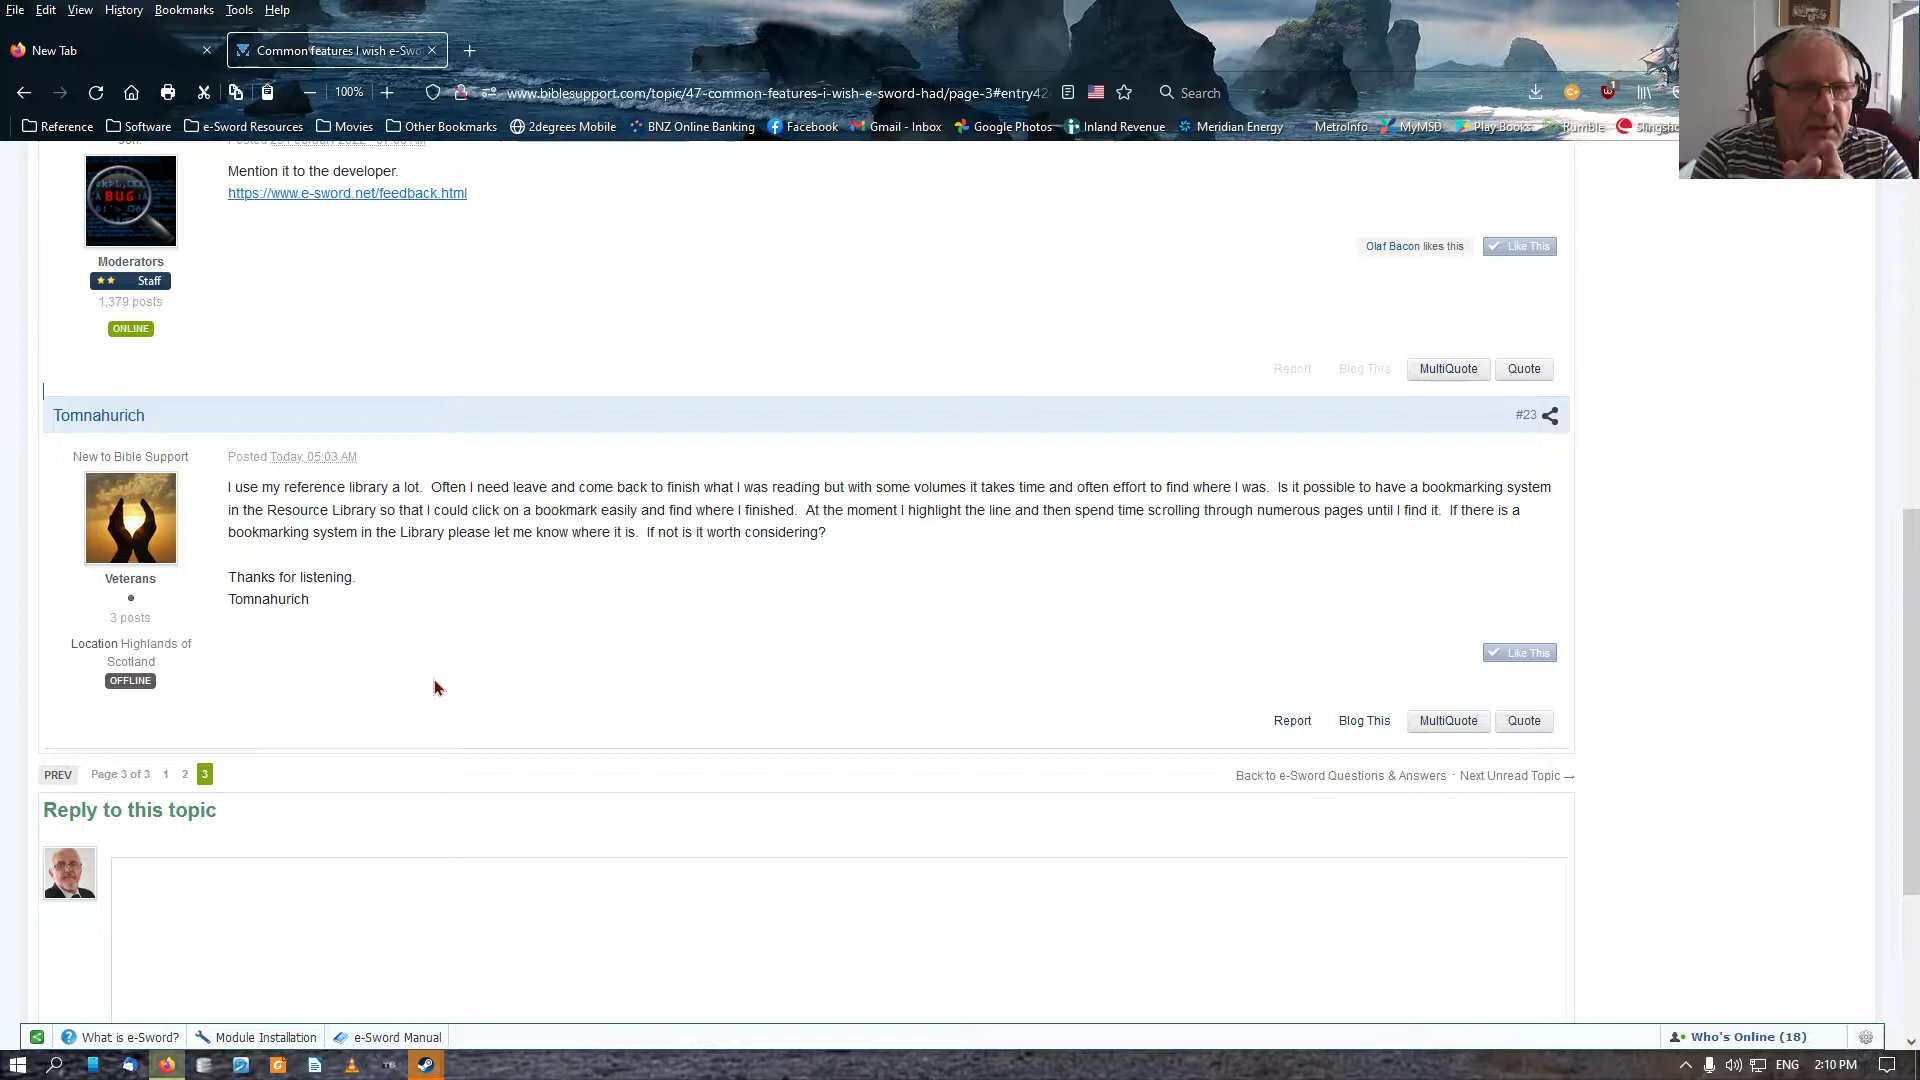 File Edit View History Bookmarks Tools Help
New Tab
Common features I wish e-Swo
100%
www.biblesupport.com/topic/47-common-features-i-wish-e-sword-had/page-3#entry42
Search
Reference Software e-Sword Resources Movies Other Bookmarks 2degrees Mobile BNZ Online Banking Facebook Gmail - Inbox Google Photos Inland Revenue Meridian Energy MetroInfo MyMSD Play Books Rumble Slingsho
Mention it to the developer.
https://www.e-sword.net/feedback.html
BUG
Olaf Bacon likes this
Like This
Moderators
Staff
1,379 posts
ONLINE
Report Blog This MultiQuote Quote
Tomnahurich
#23
New to Bible Support
Posted Today, 05:03 AM
I use my reference library a lot. Often I need leave and come back to finish what I was reading but with some volumes it takes time and often effort to find where I was. Is it possible to have a bookmarking system
in the Resource Library so that I could click on a bookmark easily and find where I finished. At the moment I highlight the line and then spend time scrolling through numerous pages until I find it. If there is a
bookmarking system in the Library please let me know where it is. If not is it worth considering?
Thanks for listening.
Tomnahurich
Veterans
3 posts
Location Highlands of
Scotland
OFFLINE
Like This
Report Blog This MultiQuote Quote
PREV Page 3 of 3 1 2 3
Back to e-Sword Questions & Answers · Next Unread Topic →
Reply to this topic
What is e-Sword? Module Installation e-Sword Manual
Who's Online (18)
ENG 2:10 PM